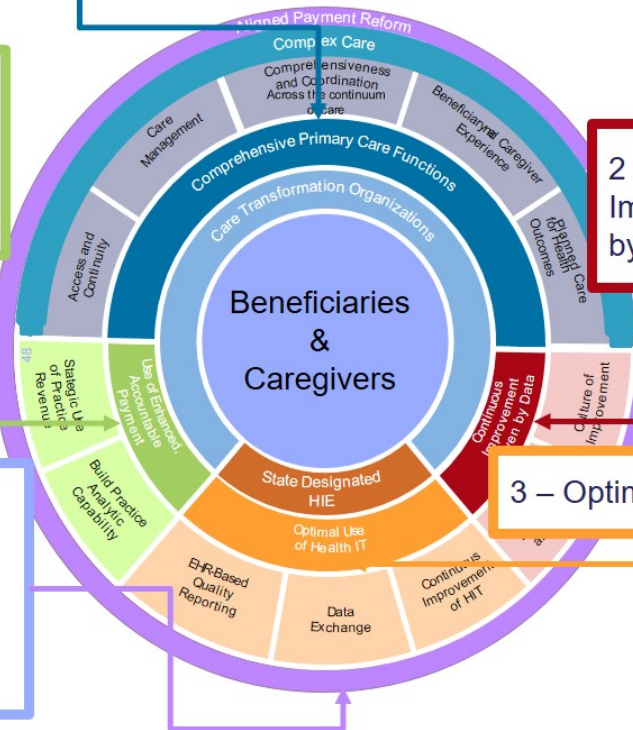 Aligned Payment Reform
Complex Care
Comprehensiveness
and Coordination
Across the continuum
of care
Care
Management
Beneficiary and Caregiver
Experience
Access and
Continuity
Planned Care
for Health
Outcomes
Comprehensive Primary Care Functions
Care Transformation Organizations
Beneficiaries
&
Caregivers
2
by
48
Stategic Use
of Practice
Revenue
Use of Enhanced,
Accountable
Payment
Continuous
Improvement
Driven by Data
Culture of
Improvement
Build Practice
Analytic
Capability
State Designated
HIE
3 – Optim
Optimal Use
of Health IT
EHR-Based
Quality
Reporting
Data
Exchange
Continuous
Improvement
of HIT